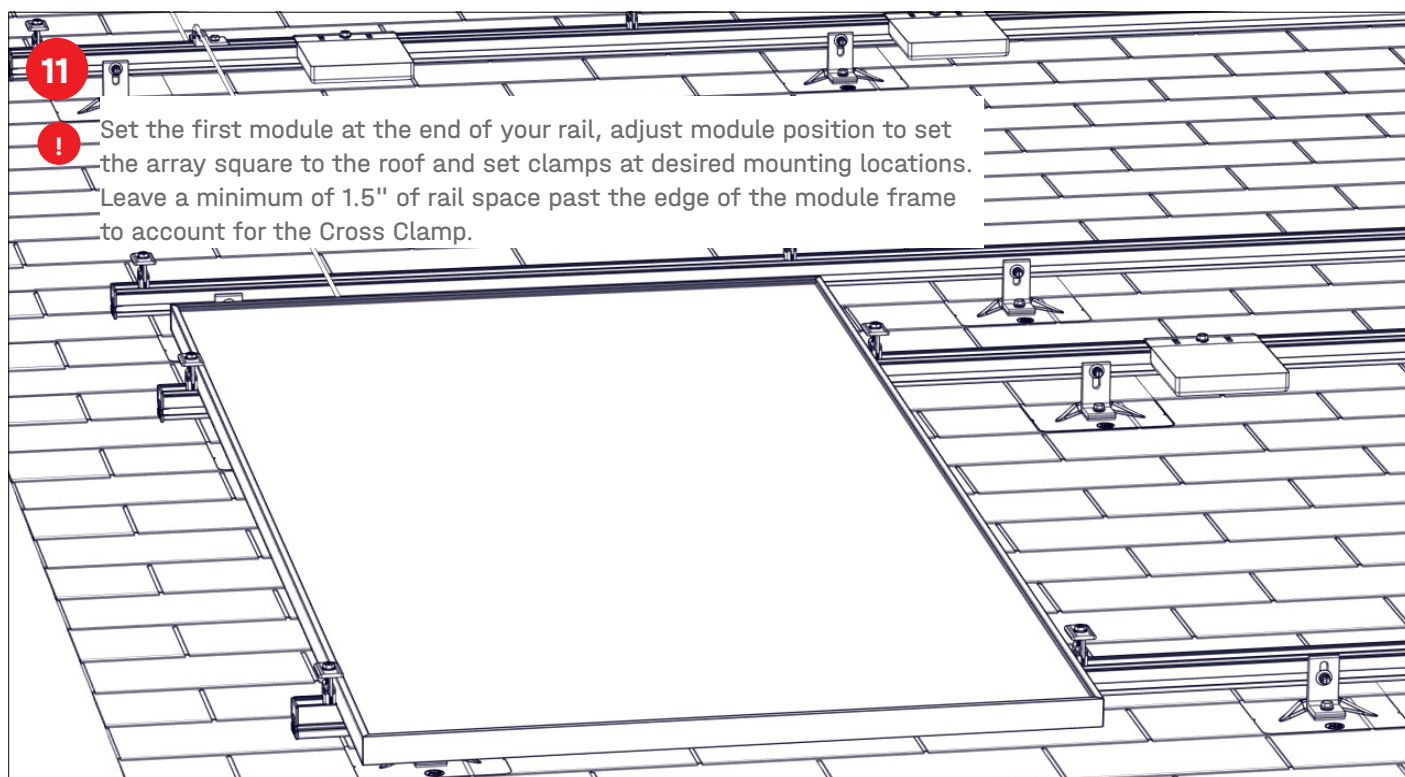 11
!
Set the first module at the end of your rail, adjust module position to set
the array square to the roof and set clamps at desired mounting locations.
Leave a minimum of 1.5'' of rail space past the edge of the module frame
to account for the Cross Clamp.